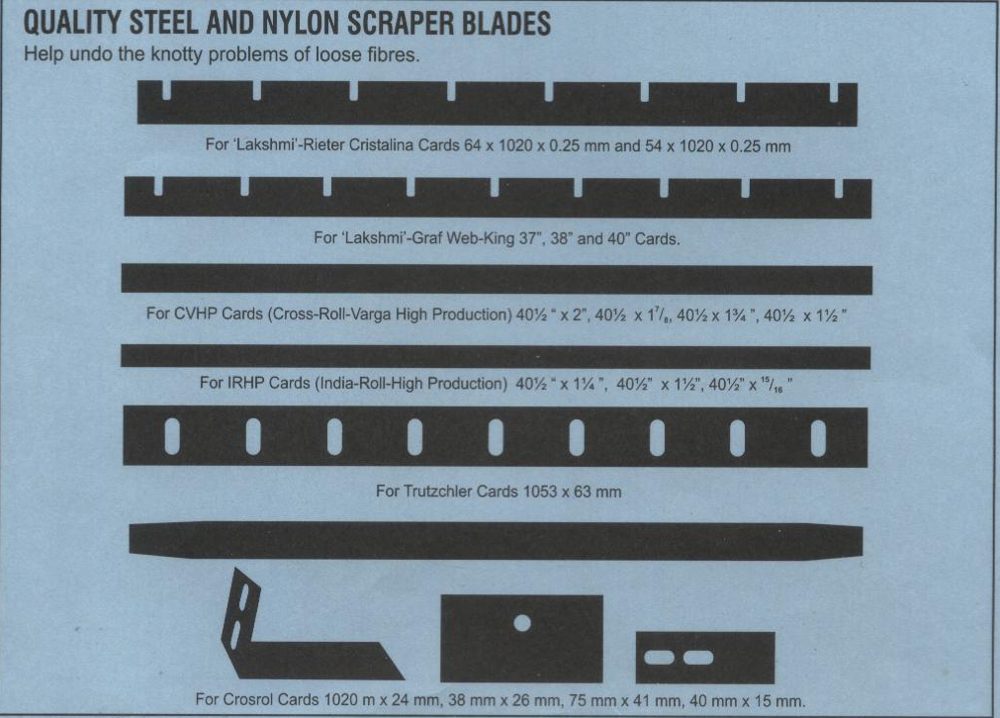 QUALITY STEEL AND NYLON SCRAPER BLADES
Help undo the knotty problems of loose fibres.
For 'Lakshmi'-Rieter Cristalina Cards 64 x 1020 x 0.25 mm and 54 x 1020 x 0.25 mm
For 'Lakshmi'-Graf Web-King 37", 38" and 40" Cards.
For CVHP Cards (Cross-Roll-Varga High Production) 40½ " x 2", 40½ x 1⁷/₈, 40½ x 1¾ ", 40½ x 1½ "
For IRHP Cards (India-Roll-High Production) 40½ " x 1¼ ", 40½" x 1½", 40½" x ¹⁵/₁₆ "
For Trutzchler Cards 1053 x 63 mm
For Crosrol Cards 1020 m x 24 mm, 38 mm x 26 mm, 75 mm x 41 mm, 40 mm x 15 mm.